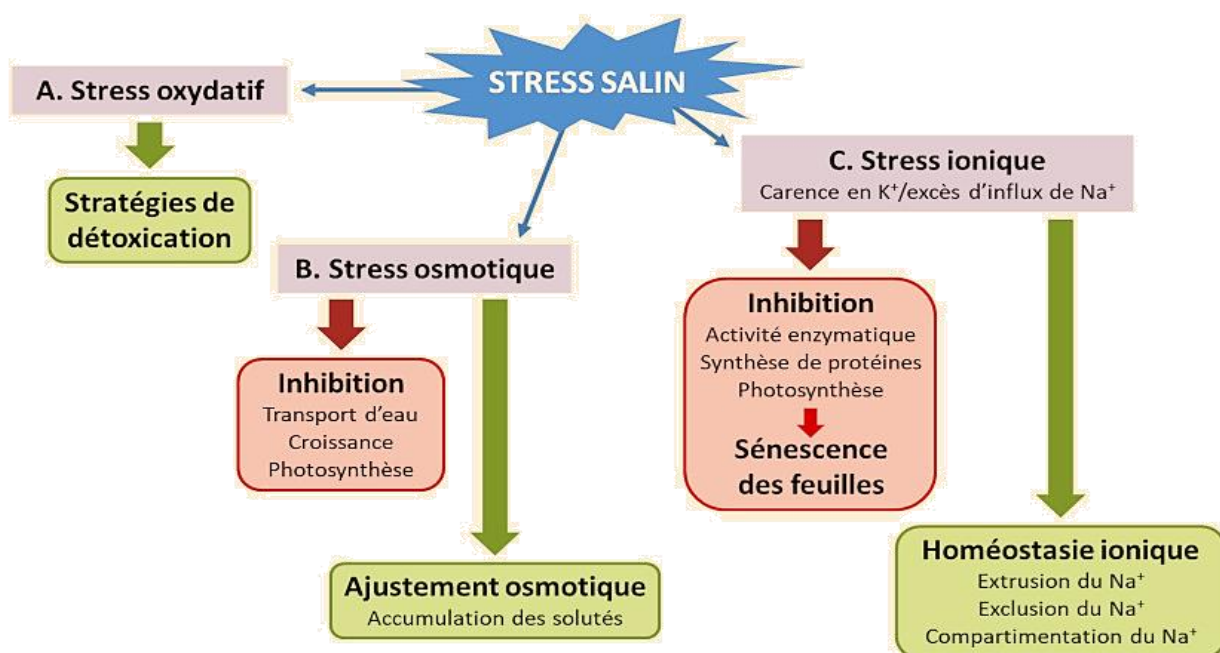 STRESS SALIN
A. Stress oxydatif
Stratégies de
détoxication
B. Stress osmotique
Inhibition
Transport d'eau
Croissance
Photosynthèse
Ajustement osmotique
Accumulation des solutés
C. Stress ionique
Carence en K⁺/excès d'influx de Na⁺
Inhibition
Activité enzymatique
Synthèse de protéines
Photosynthèse
Sénescence
des feuilles
Homéostasie ionique
Extrusion du Na⁺
Exclusion du Na⁺
Compartimentation du Na⁺